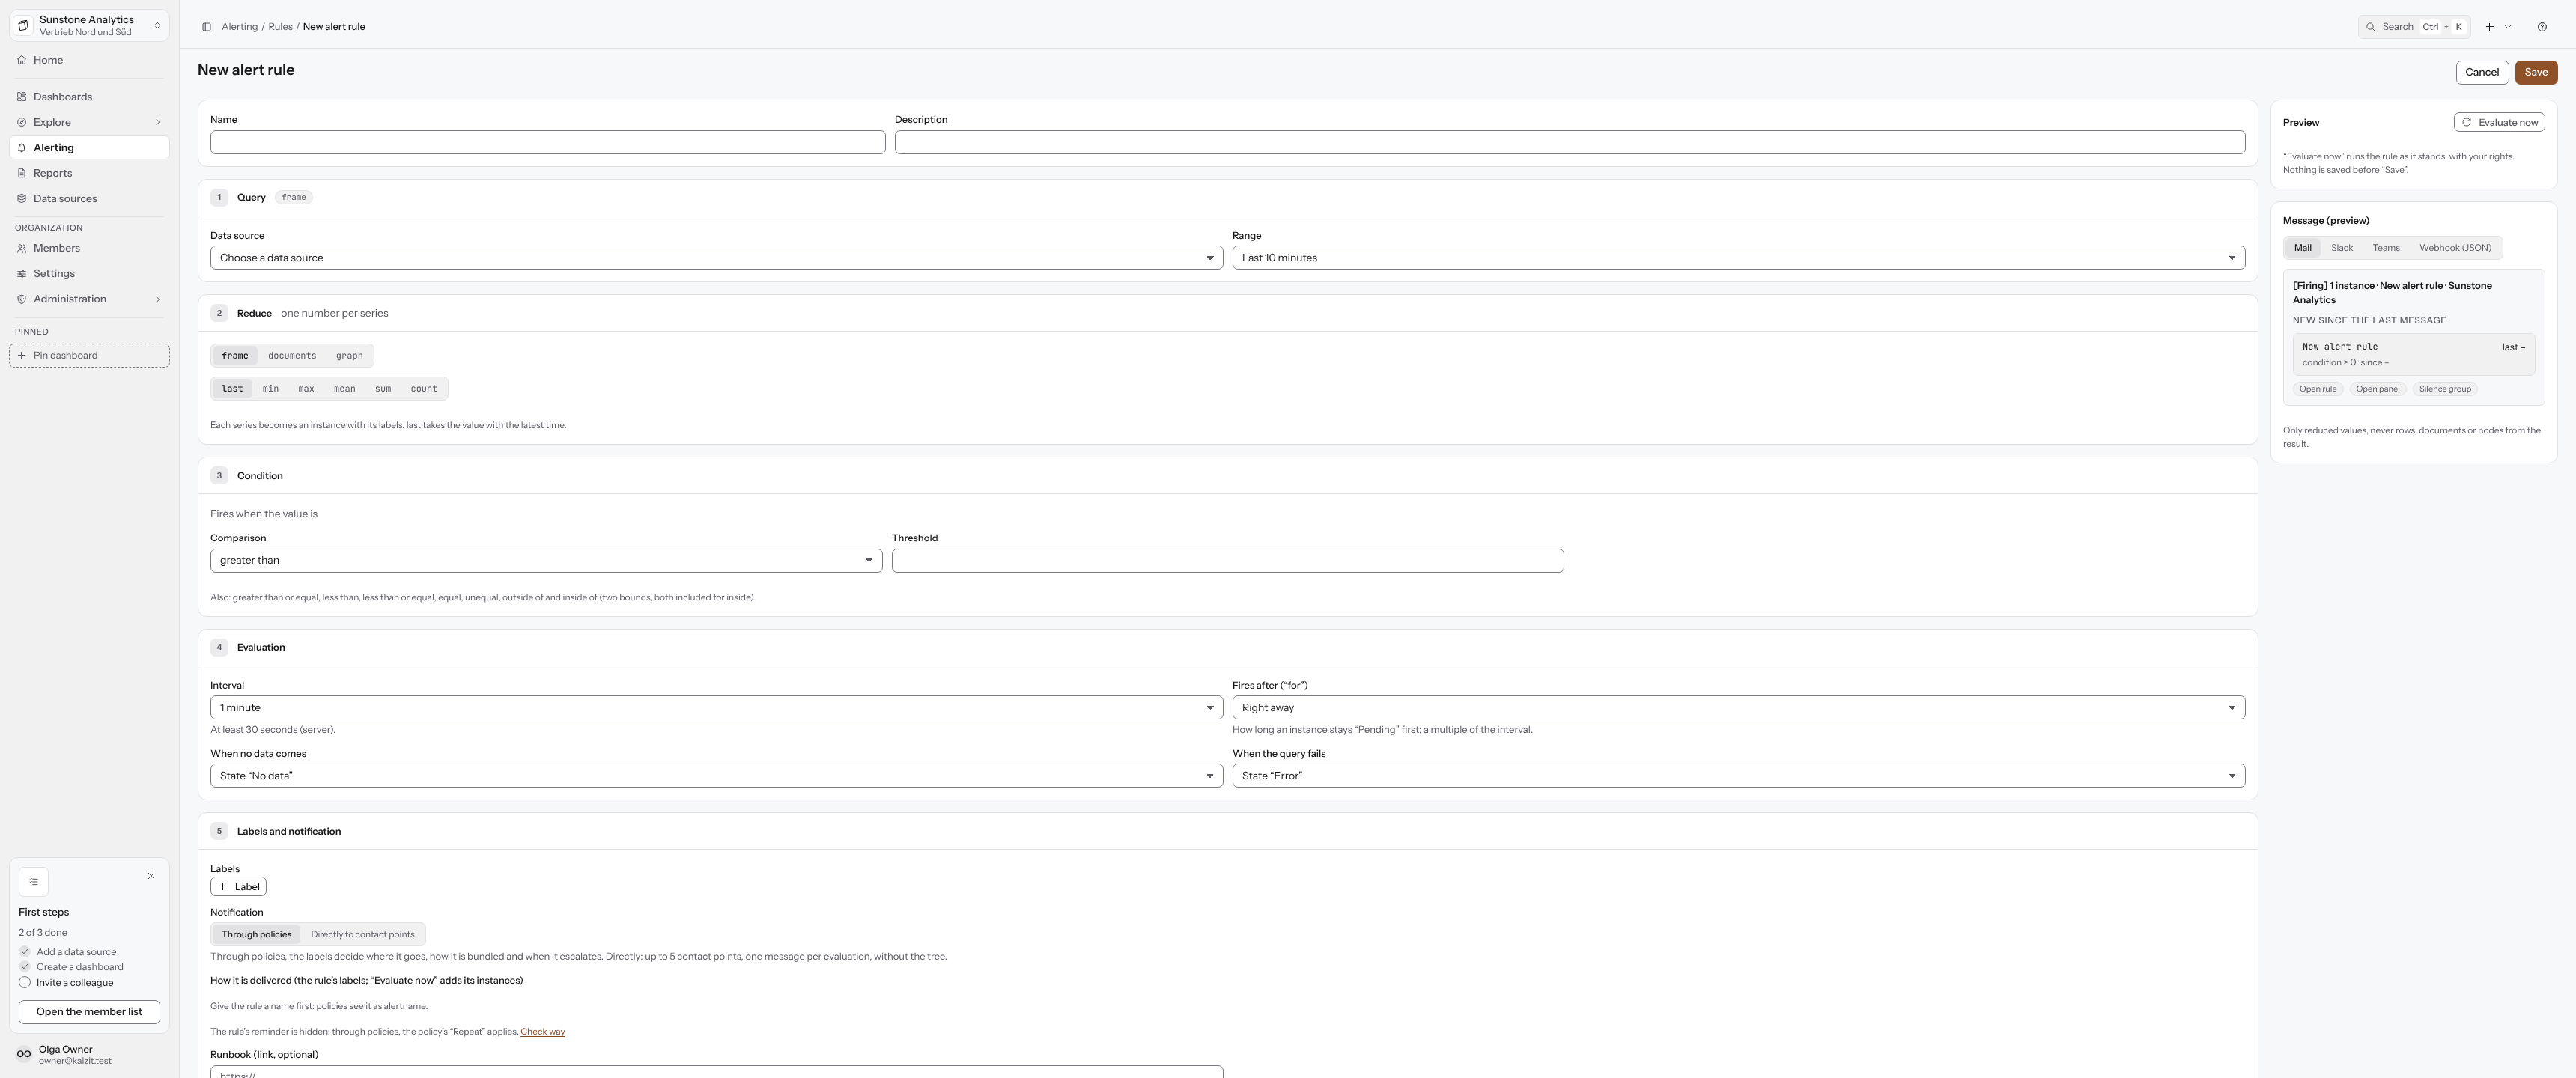 Sunstone Analytics
Vertrieb Nord und Süd
Home
Dashboards
Explore
Alerting
Reports
Data sources
ORGANIZATION
Members
Settings
Administration
PINNED
Pin dashboard
First steps
2 of 3 done
Add a data source
Create a dashboard
Invite a colleague
Open the member list
OO
Olga Owner
owner@kalzit.test
Alerting / Rules / New alert rule
Search Ctrl + K
New alert rule
Cancel
Save
Name
Description
1 Query frame
Data source
Choose a data source
Range
Last 10 minutes
2 Reduce one number per series
frame documents graph
last min max mean sum count
Each series becomes an instance with its labels. last takes the value with the latest time.
3 Condition
Fires when the value is
Comparison
greater than
Threshold
Also: greater than or equal, less than, less than or equal, equal, unequal, outside of and inside of (two bounds, both included for inside).
4 Evaluation
Interval
1 minute
At least 30 seconds (server).
Fires after (“for”)
Right away
How long an instance stays “Pending” first; a multiple of the interval.
When no data comes
State “No data”
When the query fails
State “Error”
5 Labels and notification
Labels
Label
Notification
Through policies Directly to contact points
Through policies, the labels decide where it goes, how it is bundled and when it escalates. Directly: up to 5 contact points, one message per evaluation, without the tree.
How it is delivered (the rule’s labels; “Evaluate now” adds its instances)
Give the rule a name first: policies see it as alertname.
The rule’s reminder is hidden: through policies, the policy’s “Repeat” applies. Check way
Runbook (link, optional)
https://
Preview
Evaluate now
“Evaluate now” runs the rule as it stands, with your rights.
Nothing is saved before “Save”.
Message (preview)
Mail Slack Teams Webhook (JSON)
[Firing] 1 instance · New alert rule · Sunstone
Analytics
NEW SINCE THE LAST MESSAGE
New alert rule last –
condition > 0 · since –
Open rule Open panel Silence group
Only reduced values, never rows, documents or nodes from the
result.